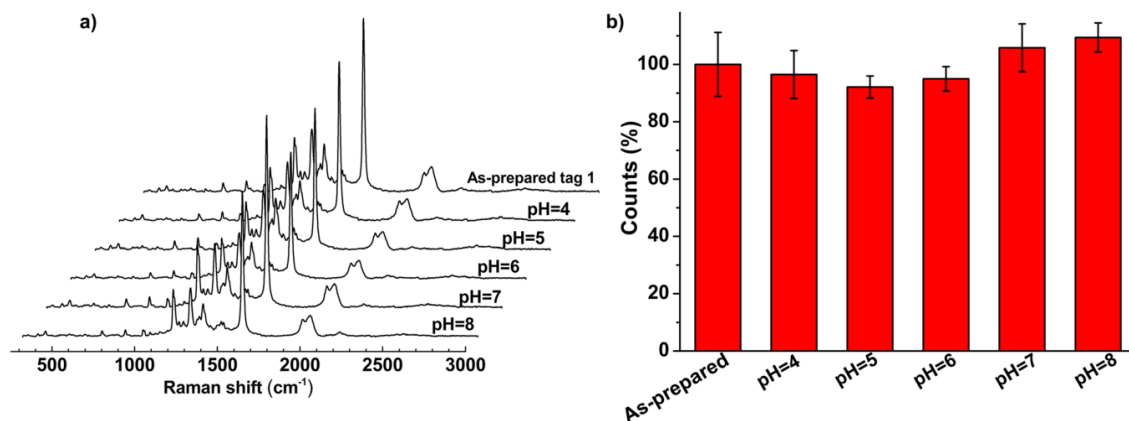 a)
As-prepared tag 1
pH=4
pH=5
pH=6
pH=7
pH=8
500 1000 1500 2000 2500 3000
Raman shift (cm⁻¹)
b)
Counts (%)
100
80
60
40
20
0
As-prepared pH=4 pH=5 pH=6 pH=7 pH=8